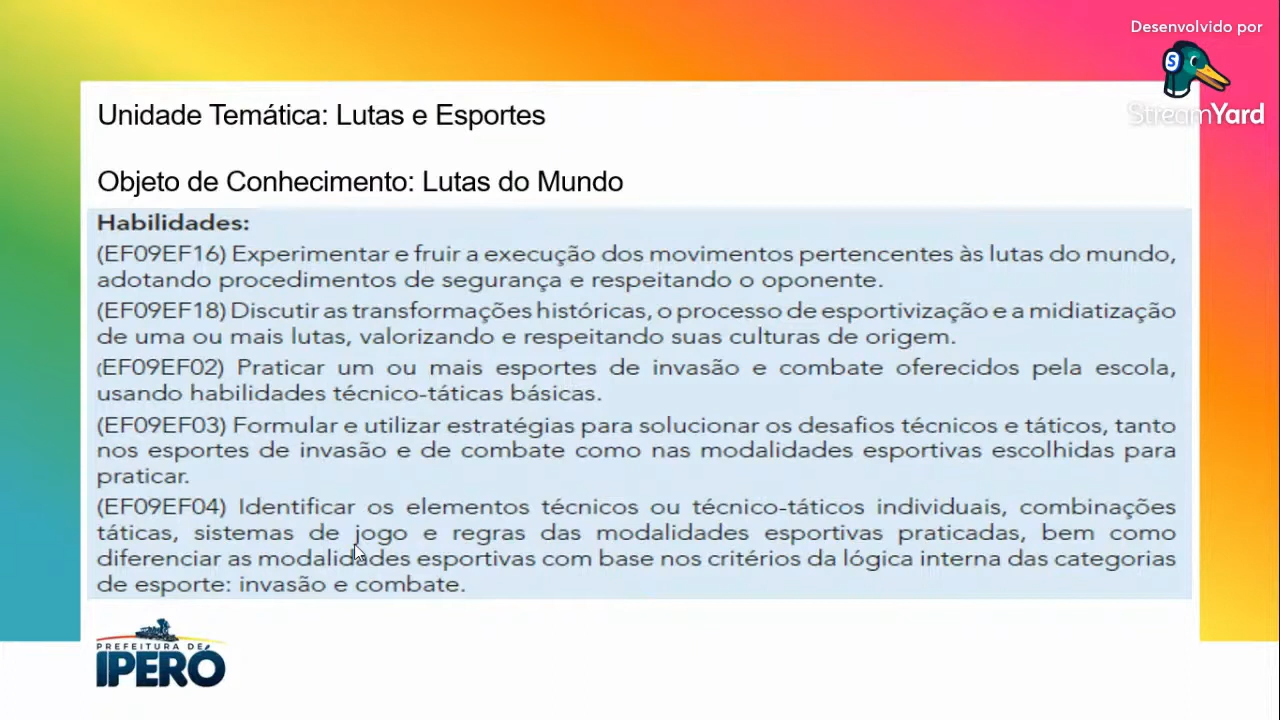 Desenvolvido por
S
StreamYard
Unidade Temática: Lutas e Esportes
Objeto de Conhecimento: Lutas do Mundo
Habilidades:
(EF09EF16) Experimentar e fruir a execução dos movimentos pertencentes às lutas do mundo,
adotando procedimentos de segurança e respeitando o oponente.
(EF09EF18) Discutir as transformações históricas, o processo de esportivização e a midiatização
de uma ou mais lutas, valorizando e respeitando suas culturas de origem.
(EF09EF02) Praticar um ou mais esportes de invasão e combate oferecidos pela escola,
usando habilidades técnico-táticas básicas.
(EF09EF03) Formular e utilizar estratégias para solucionar os desafios técnicos e táticos, tanto
nos esportes de invasão e de combate como nas modalidades esportivas escolhidas para
praticar.
(EF09EF04) Identificar os elementos técnicos ou técnico-táticos individuais, combinações
táticas, sistemas de jogo e regras das modalidades esportivas praticadas, bem como
diferenciar as modalidades esportivas com base nos critérios da lógica interna das categorias
de esporte: invasão e combate.
PREFEITURA DE
IPERÓ